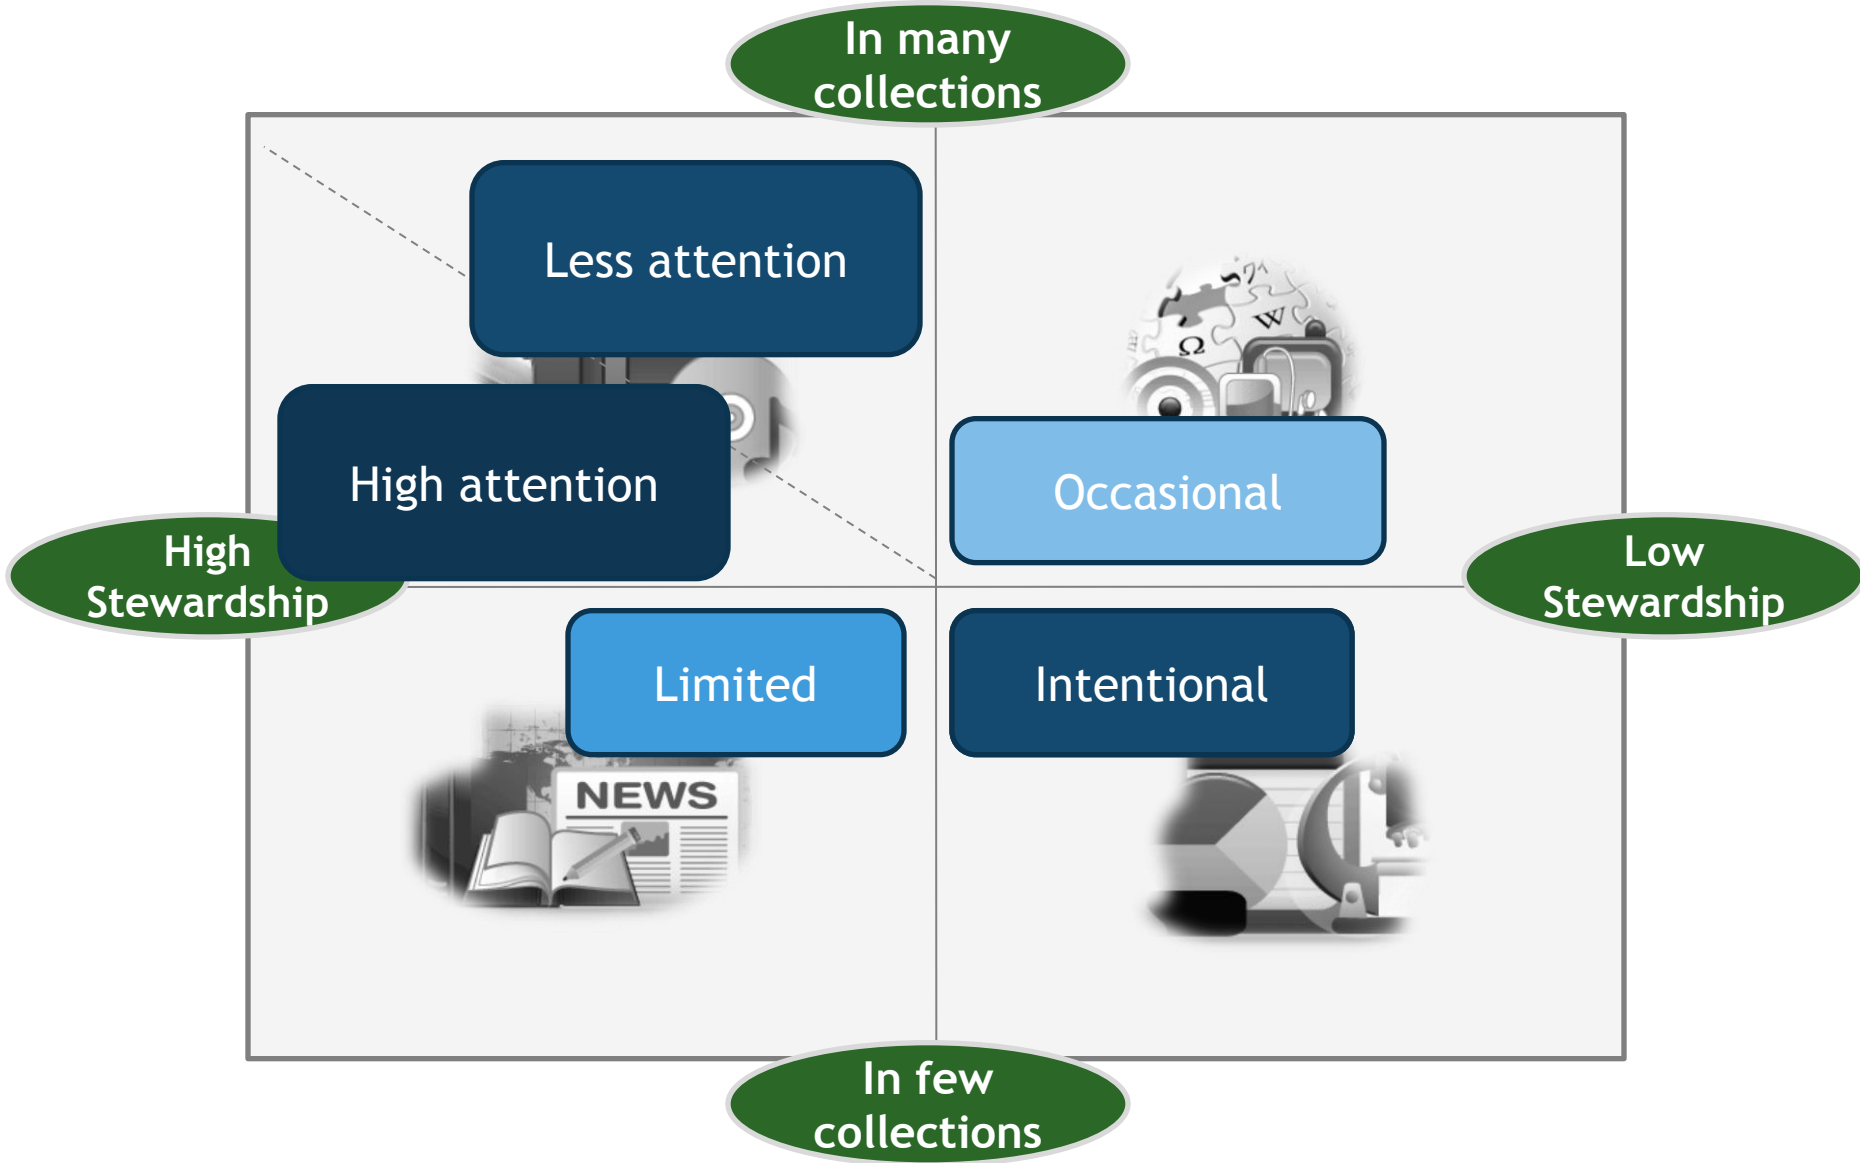 In many
collections
Less attention
High attention
Occasional
High
Stewardship
Low
Stewardship
Limited
Intentional
NEWS
In few
collections
W
Ω